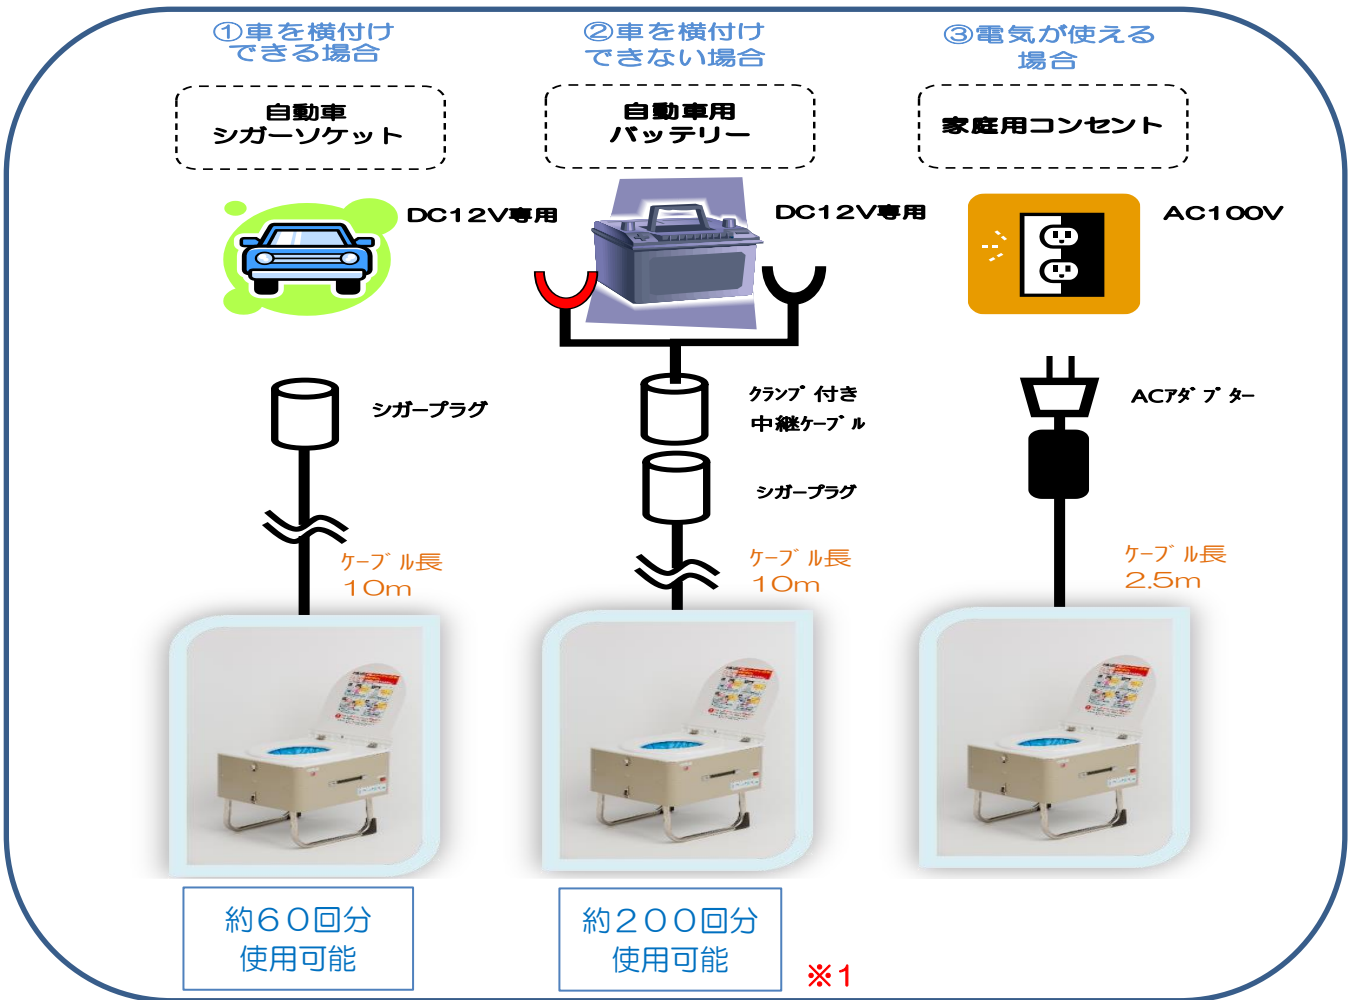 ①車を横付け
できる場合
自動車
シガーソケット
DC12V専用
シガープラグ
ケーブル長
10m
約60回分
使用可能
②車を横付け
できない場合
自動車用
バッテリー
DC12V専用
クランプ付き
中継ケーブル
シガープラグ
ケーブル長
10m
約200回分
使用可能
※1
③電気が使える
場合
家庭用コンセント
AC100V
ACアダプター
ケーブル長
2.5m